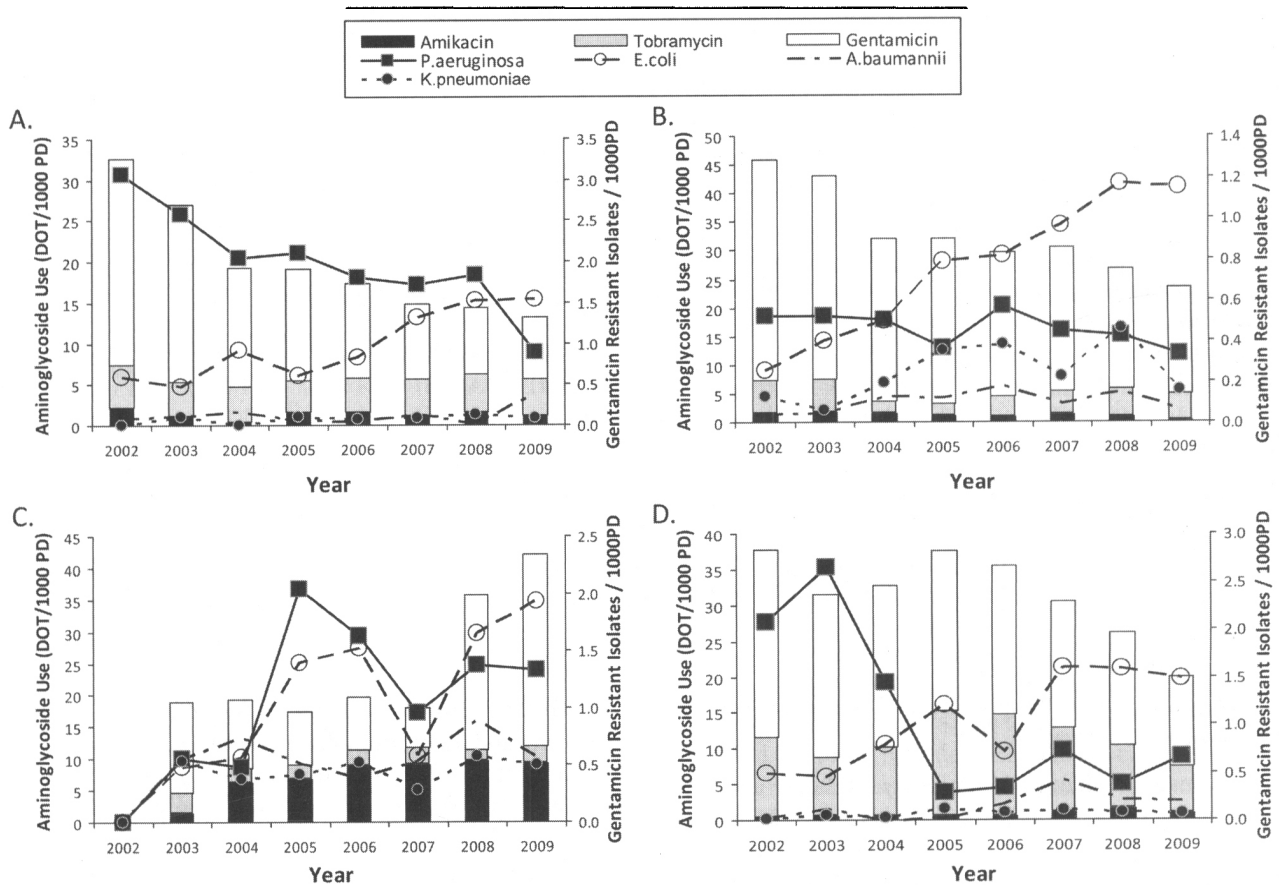 Amikacin Tobramycin Gentamicin
P.aeruginosa E.coli A.baumannii
K.pneumoniae
A.
Aminoglycoside Use (DOT/1000 PD)
35
30
25
20
15
10
5
0
3.5
3.0
2.5
2.0
1.5
1.0
0.5
0.0
Gentamicin Resistant Isolates / 1000PD
2002 2003 2004 2005 2006 2007 2008 2009
Year
B.
Aminoglycoside Use (DOT/1000 PD)
50
45
40
35
30
25
20
15
10
5
0
1.4
1.2
1.0
0.8
0.6
0.4
0.2
0.0
Gentamicin Resistant Isolates / 1000PD
2002 2003 2004 2005 2006 2007 2008 2009
Year
C.
Aminoglycoside Use (DOT/1000 PD)
45
40
35
30
25
20
15
10
5
0
2.5
2.0
1.5
1.0
0.5
0.0
Gentamicin Resistant Isolates / 1000PD
2002 2003 2004 2005 2006 2007 2008 2009
Year
D.
Aminoglycoside Use (DOT/1000 PD)
40
35
30
25
20
15
10
5
0
3.0
2.5
2.0
1.5
1.0
0.5
0.0
Gentamicin Resistant Isolates / 1000PD
2002 2003 2004 2005 2006 2007 2008 2009
Year